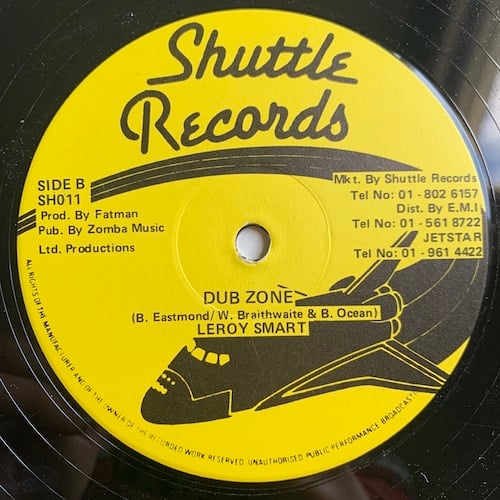 Shuttle
Records
SIDE B
SH011
Prod. By Fatman
Pub. By Zomba Music
Ltd. Productions
Mkt. By Shuttle Records
Tel No: 01 - 802 6157
Dist. By E.M.I
Tel No: 01 - 561 8722
JETSTAR
Tel No: 01 - 961 4422
DUB ZONE
(B. Eastmond/ W. Braithwaite & B. Ocean)
LEROY SMART
ALL RIGHTS OF THE MANUFACTURER AND OF THE OWNER OF THE RECORDED WORK RESERVED. UNAUTHORISED PUBLIC PERFORMANCE BROADCASTI